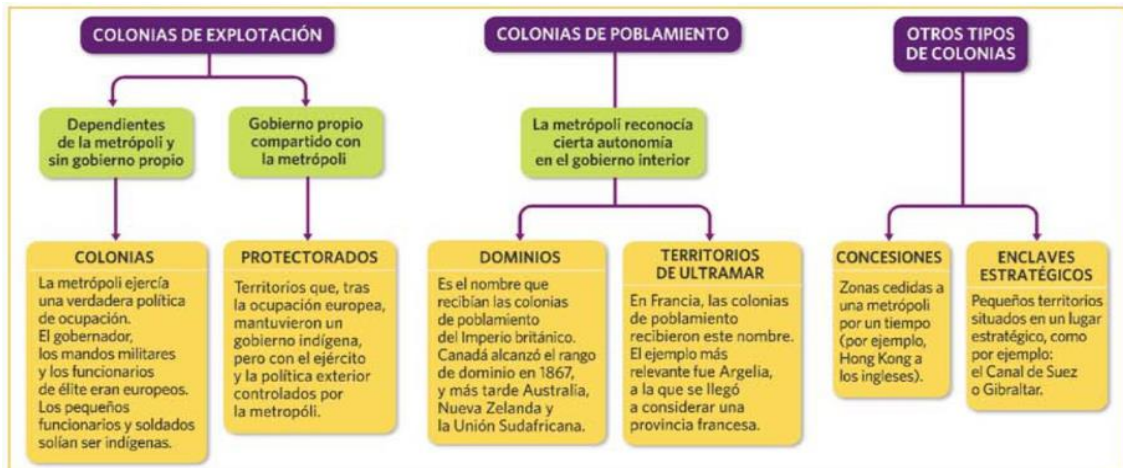 COLONIAS DE EXPLOTACIÓN
Dependientes
de la metrópoli y
sin gobierno propio
Gobierno propio
compartido con
la metrópoli
COLONIAS
La metrópoli ejercía
una verdadera política
de ocupación.
El gobernador,
los mandos militares
y los funcionarios
de élite eran europeos.
Los pequeños
funcionarios y soldados
solían ser indígenas.
PROTECTORADOS
Territorios que, tras
la ocupación europea,
mantuvieron un
gobierno indígena,
pero con el ejército
y la política exterior
controlados por
la metropóli.
COLONIAS DE POBLAMIENTO
La metrópoli reconocía
cierta autonomía
en el gobierno interior
DOMINIOS
Es el nombre que
recibían las colonias
de poblamiento
del Imperio británico.
Canadá alcanzó el rango
de dominio en 1867,
y más tarde Australia,
Nueva Zelanda y
la Unión Sudafricana.
TERRITORIOS
DE ULTRAMAR
En Francia, las colonias
de poblamiento
recibieron este nombre.
El ejemplo más
relevante fue Argelia,
a la que se llegó
a considerar una
provincia francesa.
OTROS TIPOS
DE COLONIAS
CONCESIONES
Zonas cedidas a
una metrópoli
por un tiempo
(por ejemplo,
Hong Kong a
los ingleses).
ENCLAVES
ESTRATÉGICOS
Pequeños territorios
situados en un lugar
estratégico, como
por ejemplo:
el Canal de Suez
o Gibraltar.